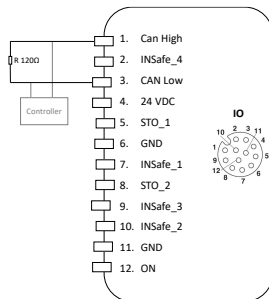 1. Can High
2. INSafe_4
3. CAN Low
4. 24 VDC
5. STO_1
6. GND
7. INSafe_1
8. STO_2
9. INSafe_3
10. INSafe_2
11. GND
12. ON
R 120Ω
Controller
IO
10 2 3 11
1 4
9 5
12 8 7 6